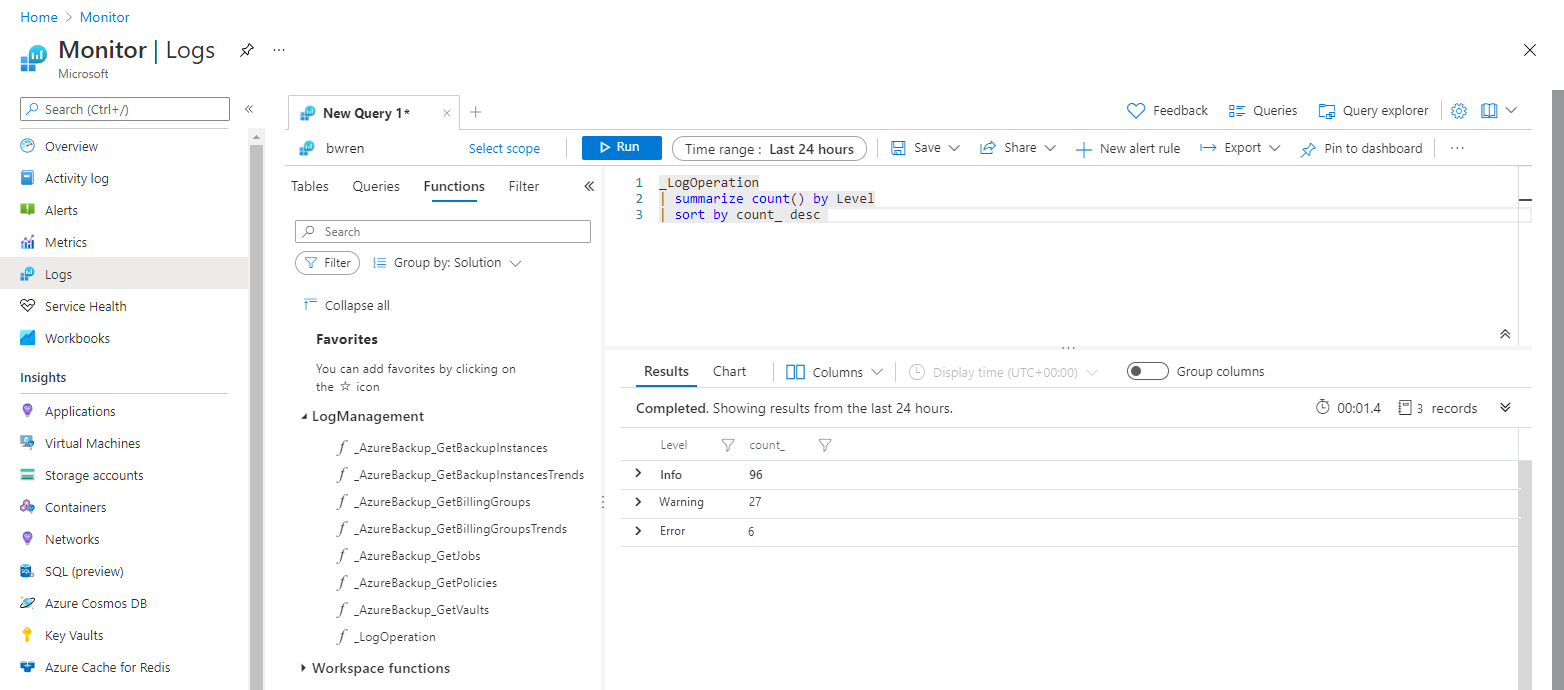 Home > Monitor
Monitor | Logs ...
Microsoft
Search (Ctrl+/) «
Overview
Activity log
Alerts
Metrics
Logs
Service Health
Workbooks
Insights
Applications
Virtual Machines
Storage accounts
Containers
Networks
SQL (preview)
Azure Cosmos DB
Key Vaults
Azure Cache for Redis
New Query 1*
Feedback Queries Query explorer
bwren Select scope Run Time range : Last 24 hours Save Share New alert rule Export Pin to dashboard ...
Tables Queries Functions Filter «
Search
Filter Group by: Solution
Collapse all
Favorites
You can add favorites by clicking on
the ☆ icon
LogManagement
_AzureBackup_GetBackupInstances
_AzureBackup_GetBackupInstancesTrends
_AzureBackup_GetBillingGroups
_AzureBackup_GetBillingGroupsTrends
_AzureBackup_GetJobs
_AzureBackup_GetPolicies
_AzureBackup_GetVaults
_LogOperation
Workspace functions
1 _LogOperation
2 | summarize count() by Level
3 | sort by count_ desc
Results Chart Columns Display time (UTC+00:00) Group columns
Completed. Showing results from the last 24 hours. 00:01.4 3 records
Level count_
Info 96
Warning 27
Error 6